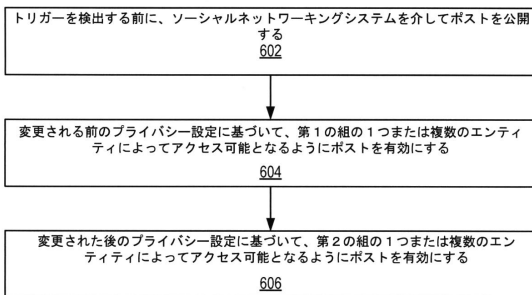 トリガーを検出する前に、ソーシャルネットワーキングシステムを介してポストを公開
する
602
変更される前のプライバシー設定に基づいて、第１の組の１つまたは複数のエンティ
ティによってアクセス可能となるようにポストを有効にする
604
変更された後のプライバシー設定に基づいて、第２の組の１つまたは複数のエン
ティティによってアクセス可能となるようにポストを有効にする
606